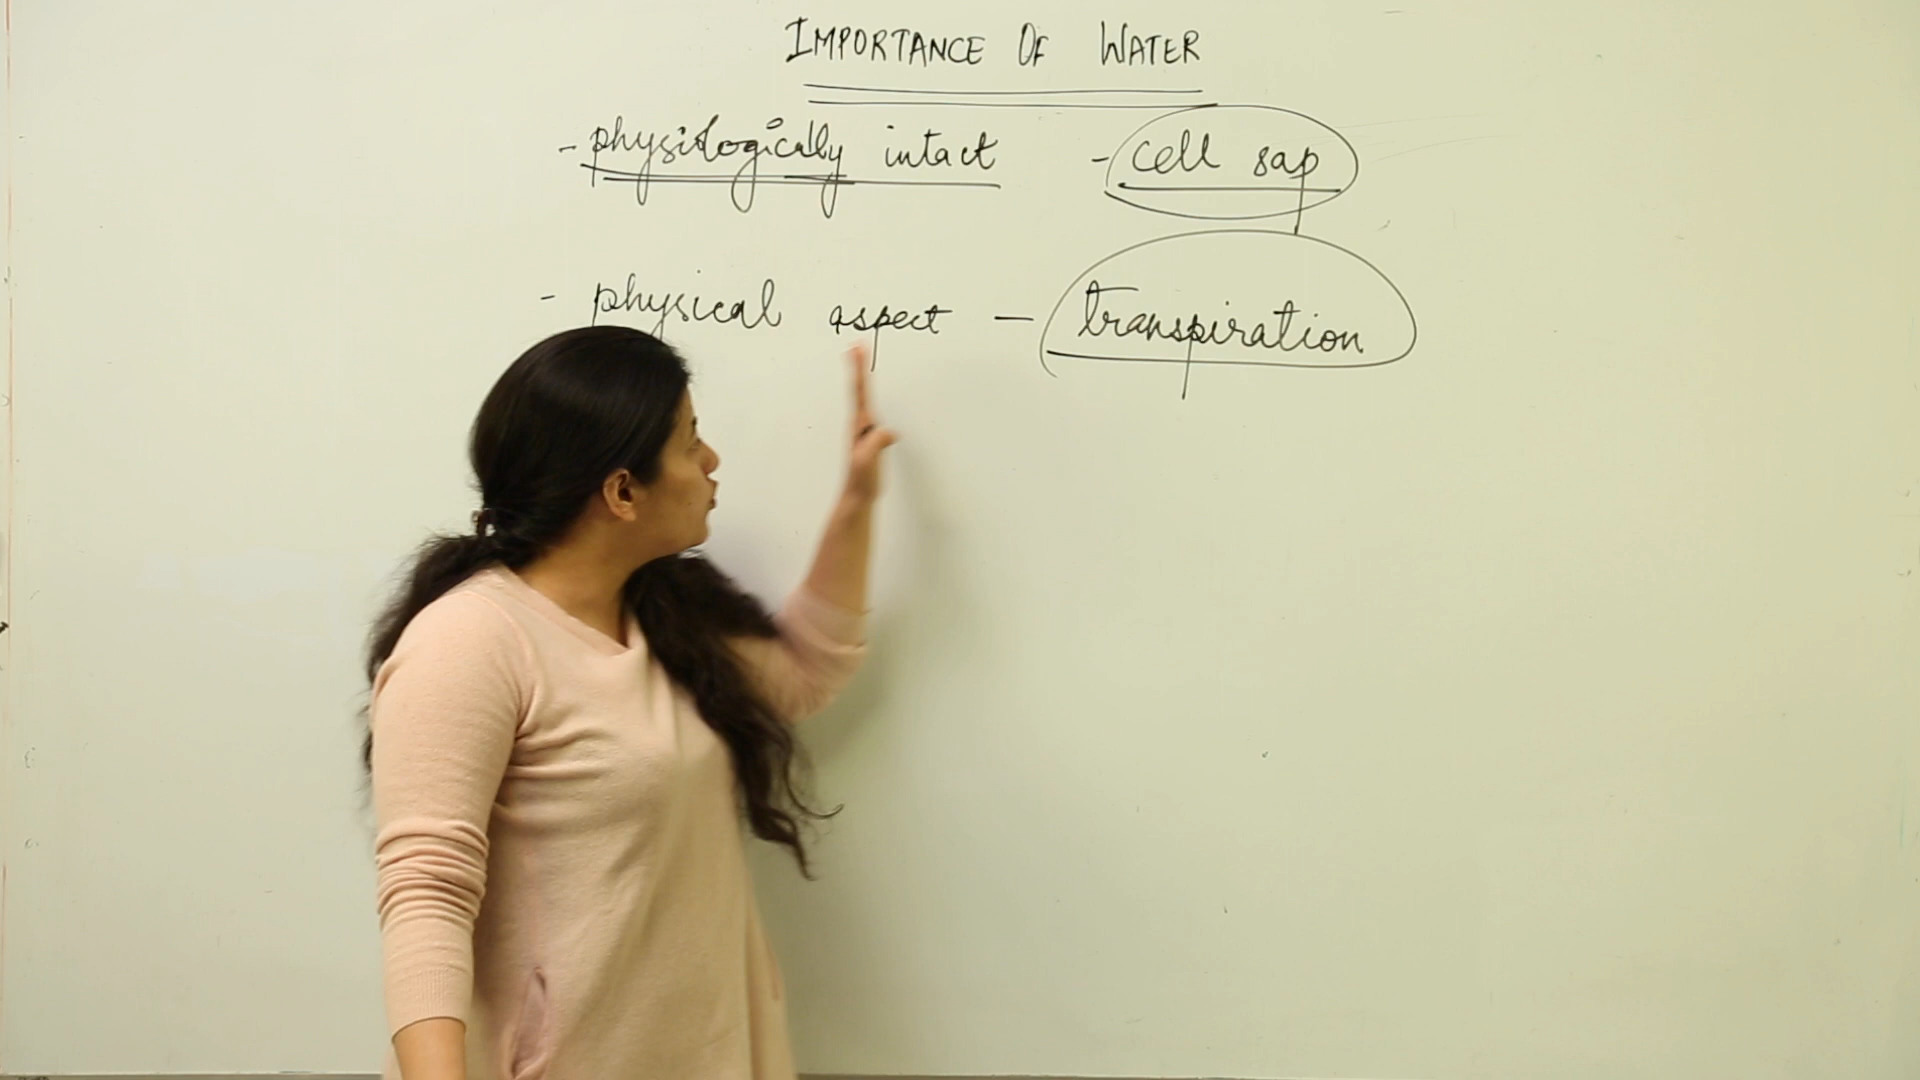 IMPORTANCE OF WATER
- physiologically intact - cell sap
- physical aspect - transpiration